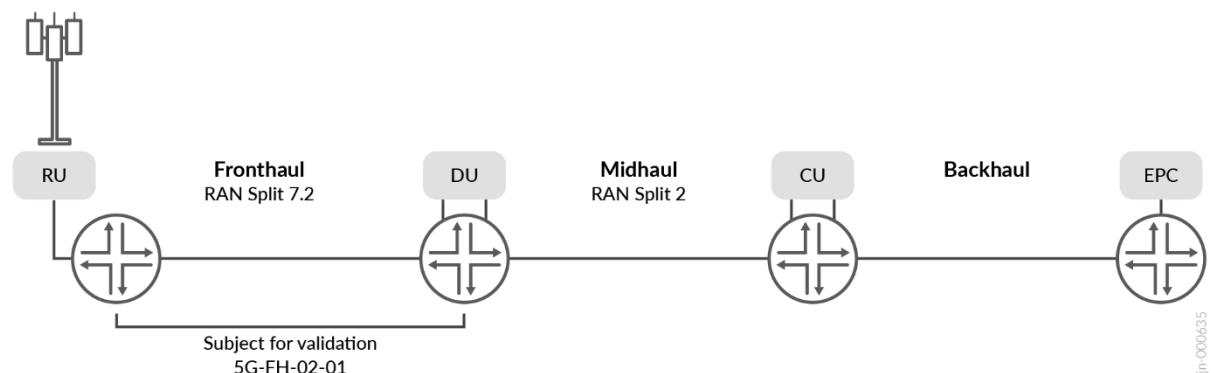 RU
Fronthaul
RAN Split 7.2
DU
Midhaul
RAN Split 2
CU
Backhaul
EPC
Subject for validation
5G-FH-02-01
jn-000635